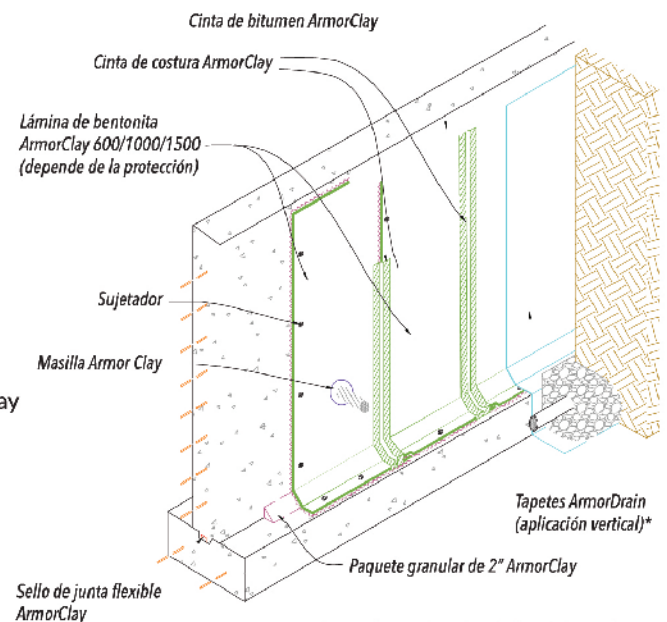 Cinta de bitumen ArmorClay
Cinta de costura ArmorClay
Lámina de bentonita
ArmorClay 600/1000/1500
(depende de la protección)
Sujetador
Masilla Armor Clay
ay
Tapetes ArmorDrain
(aplicación vertical)*
Paquete granular de 2” ArmorClay
Sello de junta flexible
ArmorClay